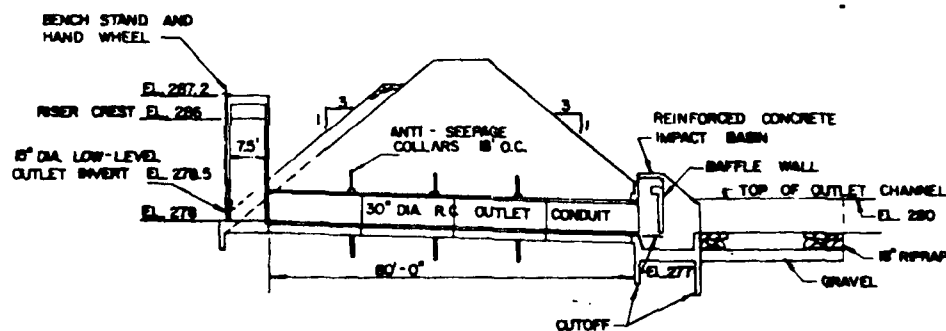 BENCH STAND AND
HAND WHEEL
EL. 287.2
RISER CREST EL. 286
7.5'
3
1
3
1
ANTI - SEEPAGE
COLLARS 18' O.C.
REINFORCED CONCRETE
IMPACT BASIN
BAFFLE WALL
TOP OF OUTLET CHANNEL
EL. 280
DIA. LOW-LEVEL
OUTLET INVERT EL. 278.5
EL. 278
30" DIA. R.C. OUTLET CONDUIT
80'-0"
EL. 277
18" RIPRAP
GRAVEL
CUTOFF